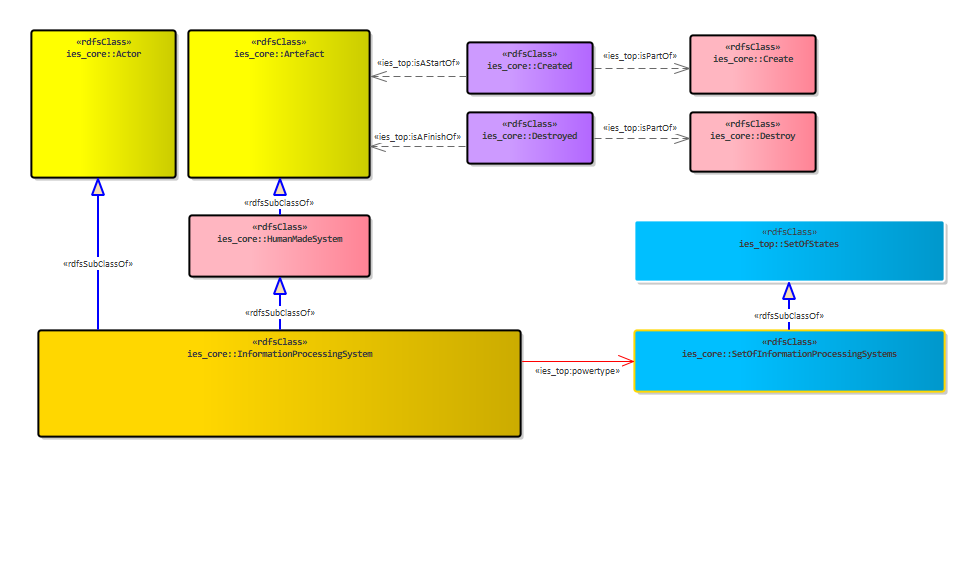 «rdfsClass»
ies_core::Actor
«rdfsClass»
ies_core::Artefact
«rdfsClass»
ies_core::Created
«rdfsClass»
ies_core::Create
«ies_top:isAStartOf»
«ies_top:isPartOf»
«rdfsClass»
ies_core::Destroyed
«rdfsClass»
ies_core::Destroy
«ies_top:isAFinishOf»
«ies_top:isPartOf»
«rdfsSubClassOf»
«rdfsClass»
ies_core::HumanMadeSystem
«rdfsClass»
ies_top::SetOfStates
«rdfsSubClassOf»
«rdfsSubClassOf»
«rdfsSubClassOf»
«rdfsClass»
ies_core::InformationProcessingSystem
«rdfsClass»
ies_core::SetOfInformationProcessingSystems
«ies_top:powertype»